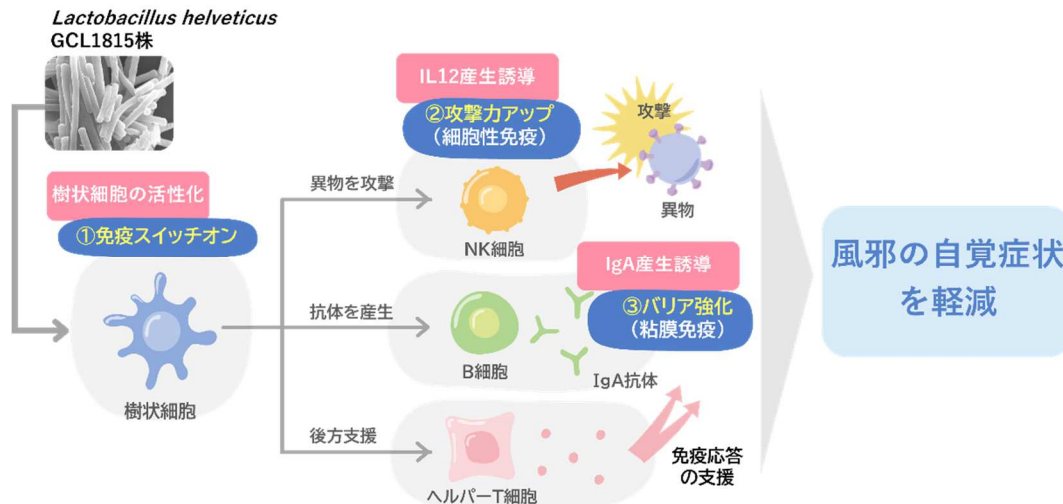 Lactobacillus helveticus
GCL1815株
樹状細胞の活性化
①免疫スイッチオン
樹状細胞
異物を攻撃
IL12産生誘導
②攻撃力アップ
(細胞性免疫)
NK細胞
攻撃
異物
抗体を産生
B細胞
IgA産生誘導
③バリア強化
(粘膜免疫)
IgA抗体
後方支援
ヘルパーT細胞
免疫応答
の支援
風邪の自覚症状
を軽減